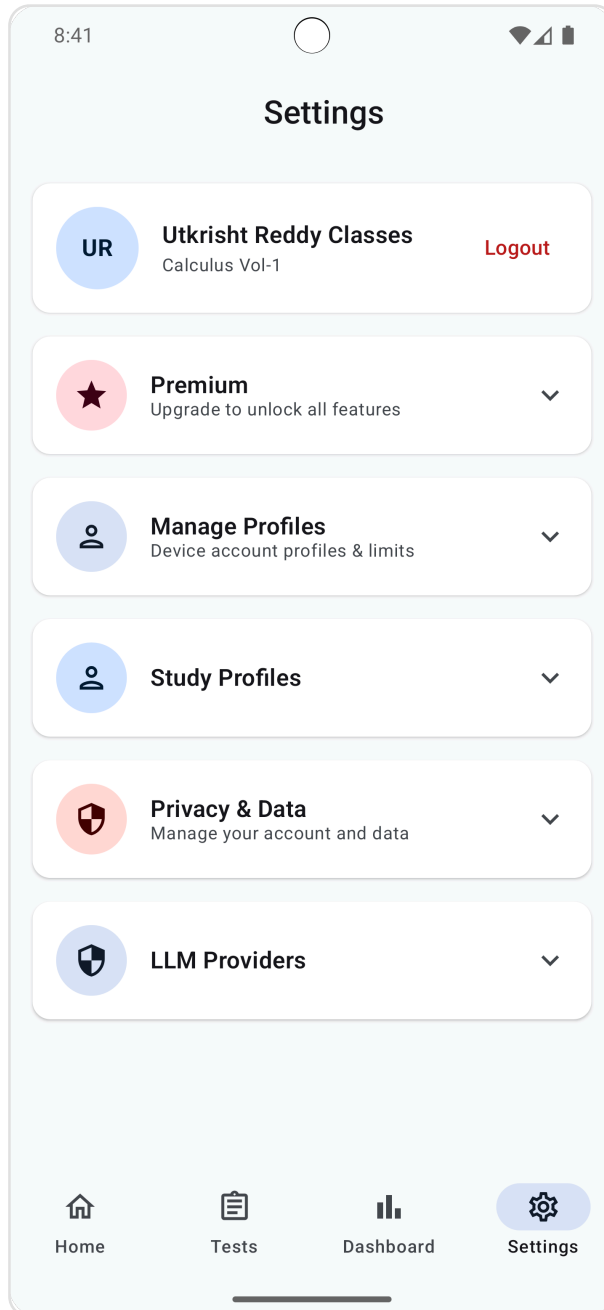 8:41
Settings
UR
Utkrisht Reddy Classes
Calculus Vol-1
Logout
Premium
Upgrade to unlock all features
Manage Profiles
Device account profiles & limits
Study Profiles
Privacy & Data
Manage your account and data
LLM Providers
Home
Tests
Dashboard
Settings